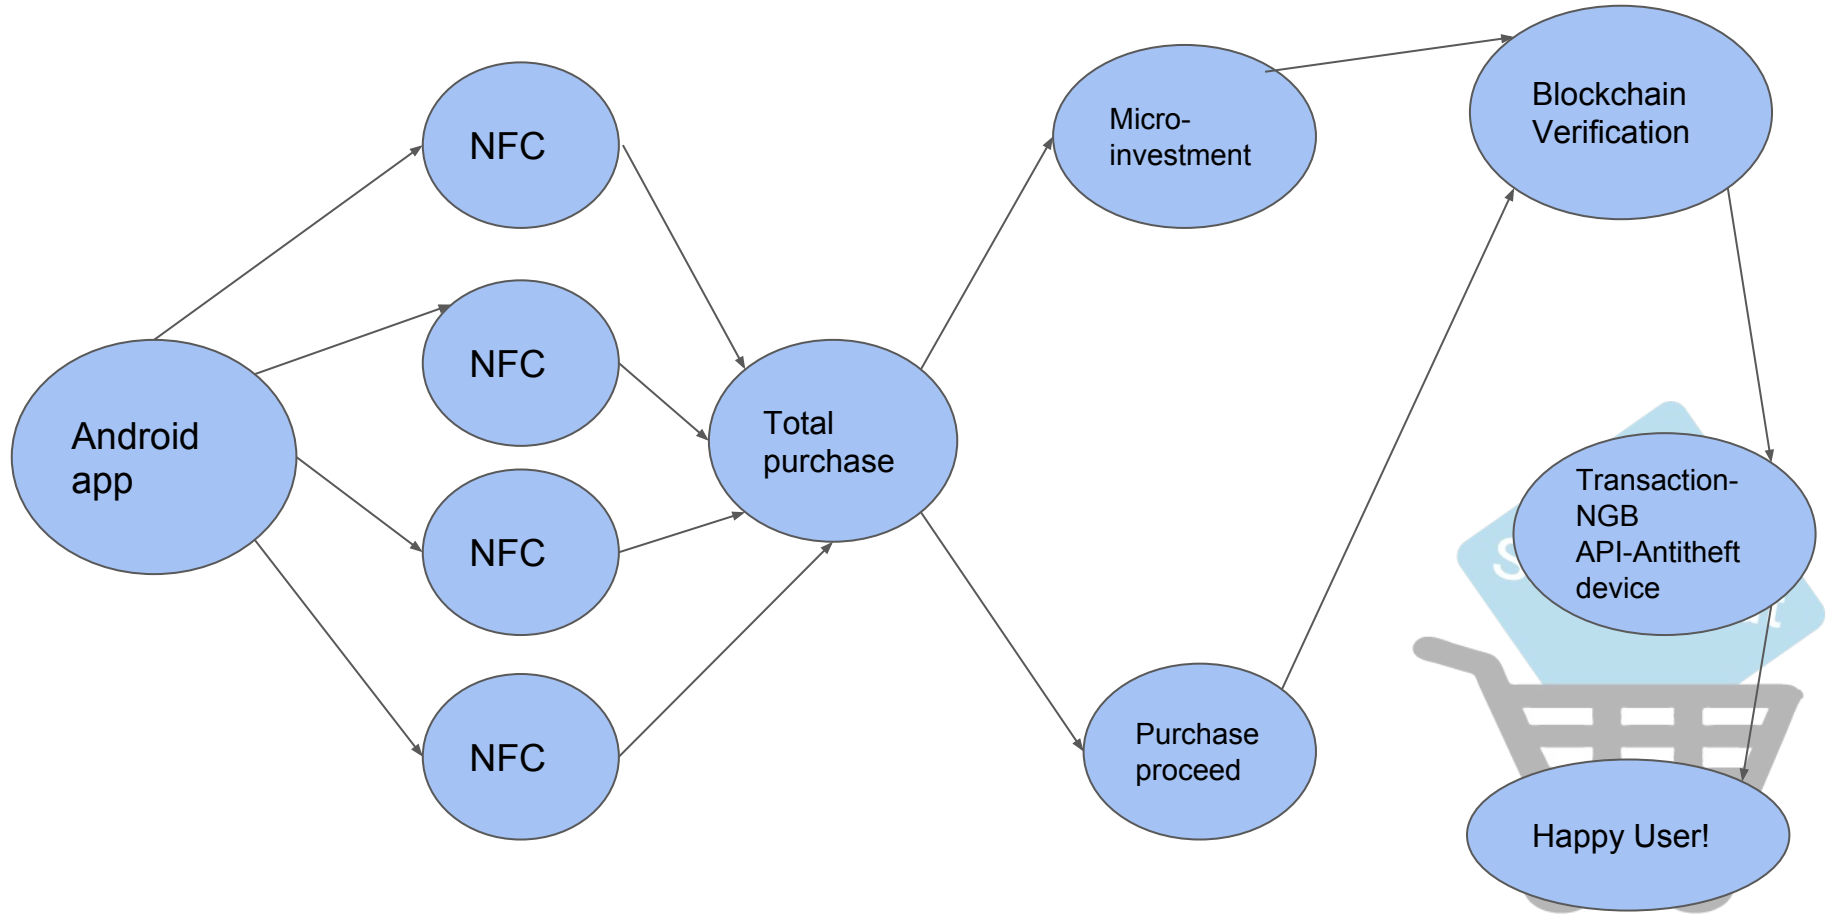 Android
app
NFC
NFC
NFC
NFC
Total
purchase
Micro-
investment
Purchase
proceed
Blockchain
Verification
Transaction-
NGB
API-Antitheft
device
Happy User!